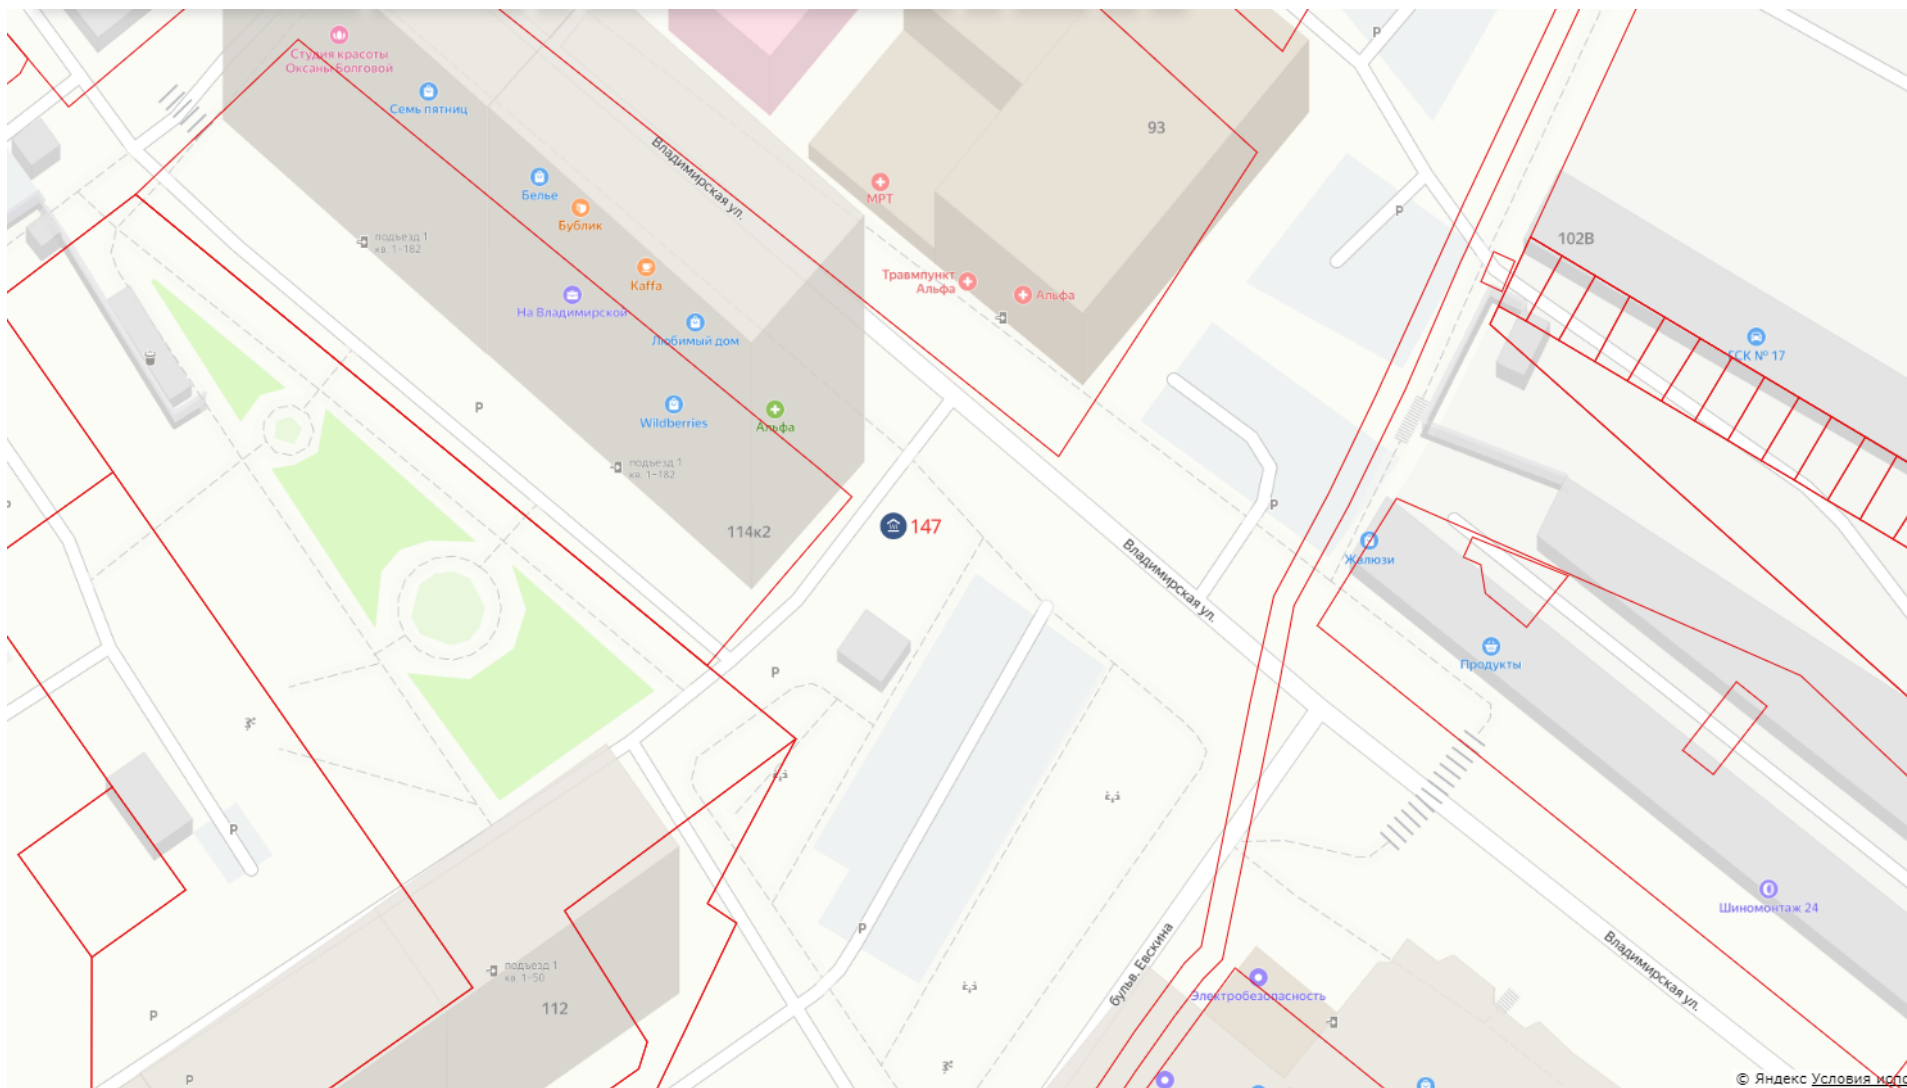 Студия красоты
Оксаны Болговой
Семь пятниц
P
93
Владимирская ул.
Белье
Бублик
МРТ
P
подъезд 1
кв. 1-182
102В
Kaffa
Травмпункт
Альфа
Альфа
На Владимирской
Любимый дом
ГСК № 17
P
Wildberries
Альфа
подъезд 1
кв. 1-182
P
114к2
147
Владимирская ул.
Жалюзи
Продукты
P
P
Шиномонтаж 24
P
бульв. Евскина
Владимирская ул.
подъезд 1
кв. 1-50
Электробезопасность
112
P
P
© Яндекс Условия испо